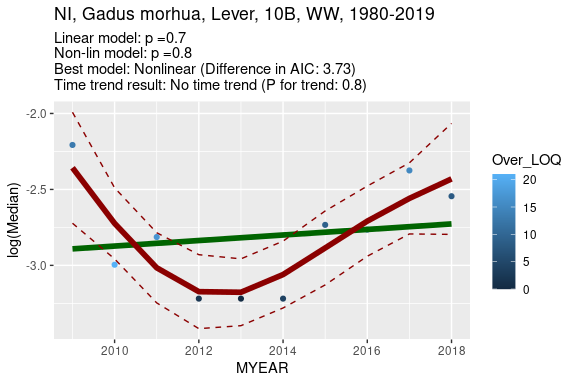 NI, Gadus morhua, Lever, 10B, WW, 1980-2019
Linear model: p =0.7
Non-lin model: p =0.8
Best model: Nonlinear (Difference in AIC: 3.73)
Time trend result: No time trend (P for trend: 0.8)
-2.0
-2.5
-3.0
log(Median)
2010
2012
2014
2016
2018
MYEAR
Over_LOQ
20
15
10
5
0